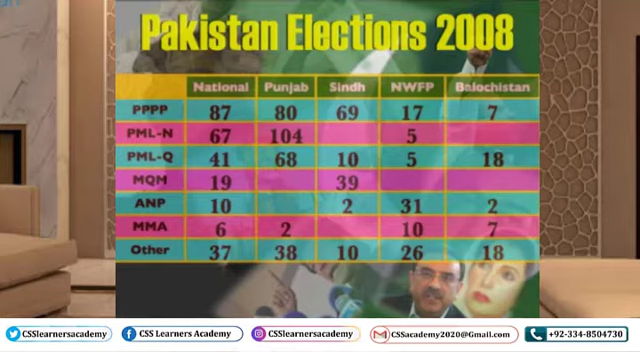 Pakistan Elections 2008
National Punjab Sindh NWFP Balochistan
PPPP 87 80 69 17 7
PML-N 67 104 5
PML-Q 41 68 10 5 18
MQM 19 39
ANP 10 2 31 2
MMA 6 2 10 7
Other 37 38 10 26 18
CSSlearnersacademy CSS Learners Academy CSSlearnersacademy CSSacademy2020@Gmail.com +92-334-8504730